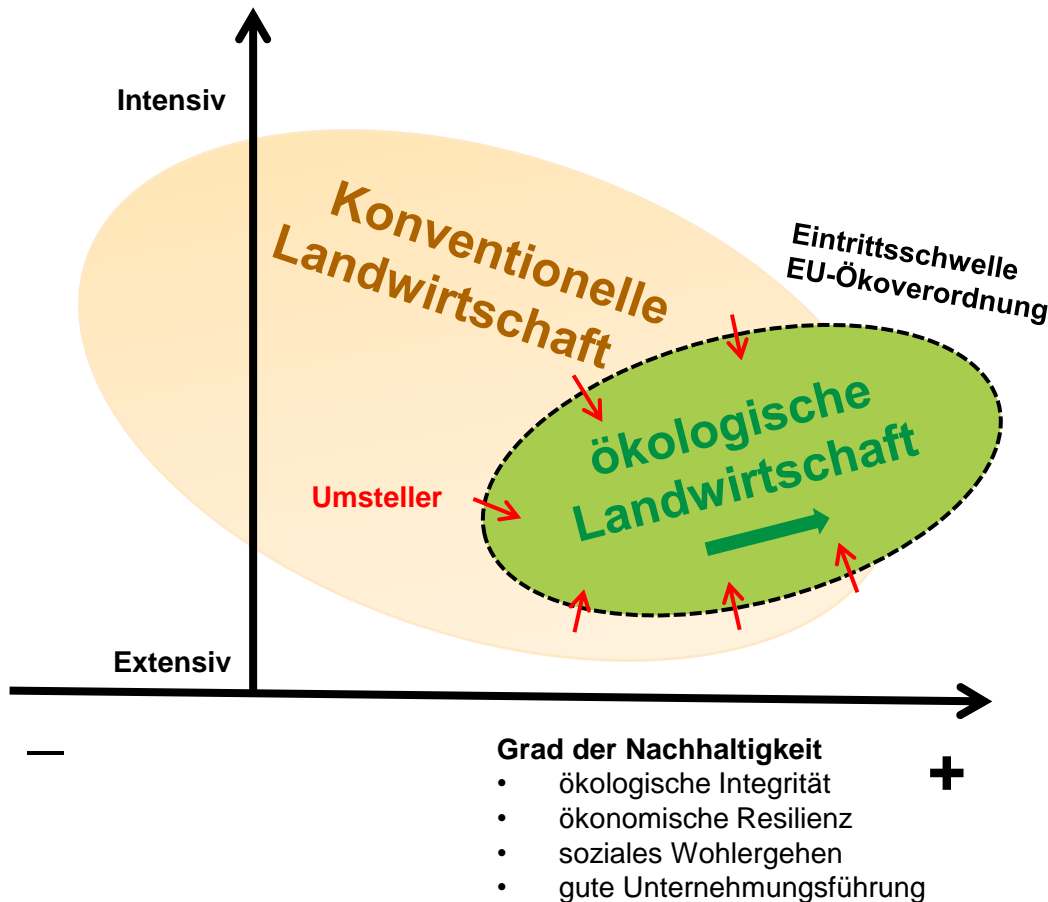 Intensiv
Konventionelle
Landwirtschaft
Eintrittsschwelle
EU-Ökoverordnung
ökologische
Landwirtschaft
Umsteller
Extensiv
—
+
Grad der Nachhaltigkeit
• ökologische Integrität
• ökonomische Resilienz
• soziales Wohlergehen
• gute Unternehmungsführung